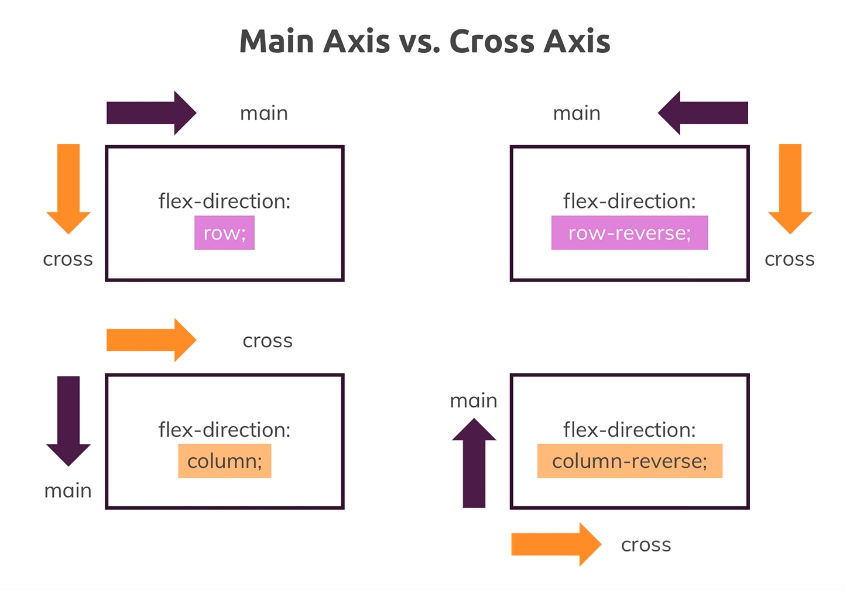 Main Axis vs. Cross Axis
main
cross
flex-direction:
row;
main
cross
flex-direction:
row-reverse;
cross
main
flex-direction:
column;
main
flex-direction:
column-reverse;
cross